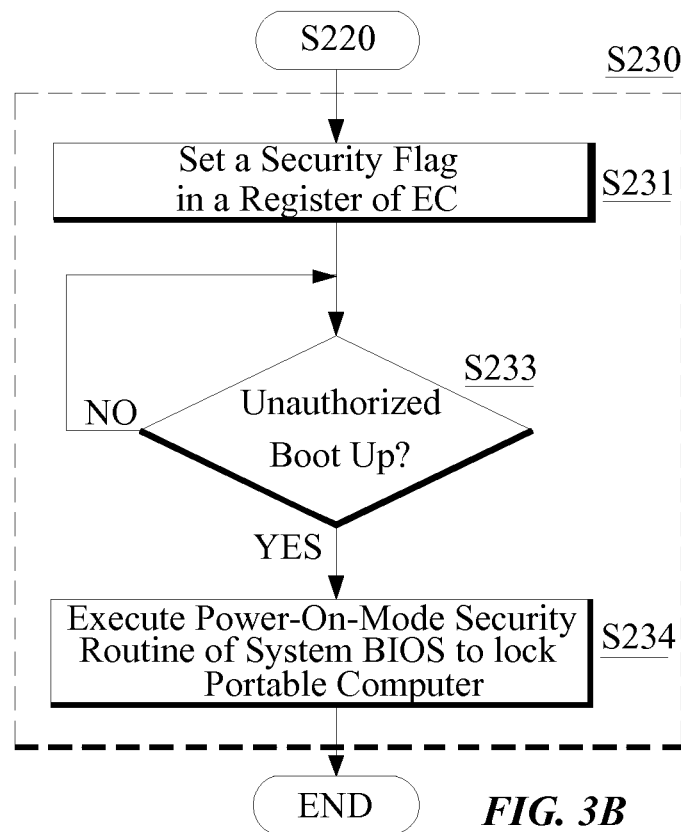 S220
S230
Set a Security Flag
in a Register of EC
S231
S233
Unauthorized
Boot Up?
NO
YES
Execute Power-On-Mode Security
Routine of System BIOS to lock
Portable Computer
S234
END
FIG. 3B